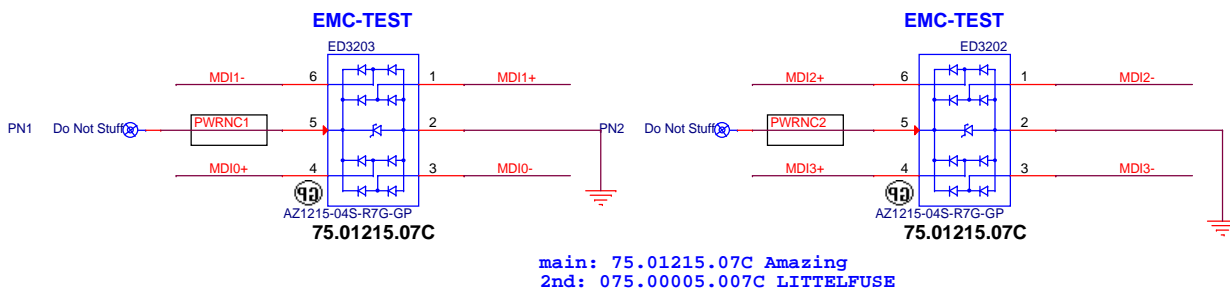 EMC-TEST
EMC-TEST
ED3203
ED3202
MDI1- 6 1 MDI1+
MDI2+ 6 1 MDI2-
PN1 Do Not Stuff PWRNC1 5 2
PN2 Do Not Stuff PWRNC2 5 2
MDI0+ 4 3 MDI0-
MDI3+ 4 3 MDI3-
GP
GP
AZ1215-04S-R7G-GP
AZ1215-04S-R7G-GP
75.01215.07C
75.01215.07C
main: 75.01215.07C Amazing
2nd: 075.00005.007C LITTELFUSE